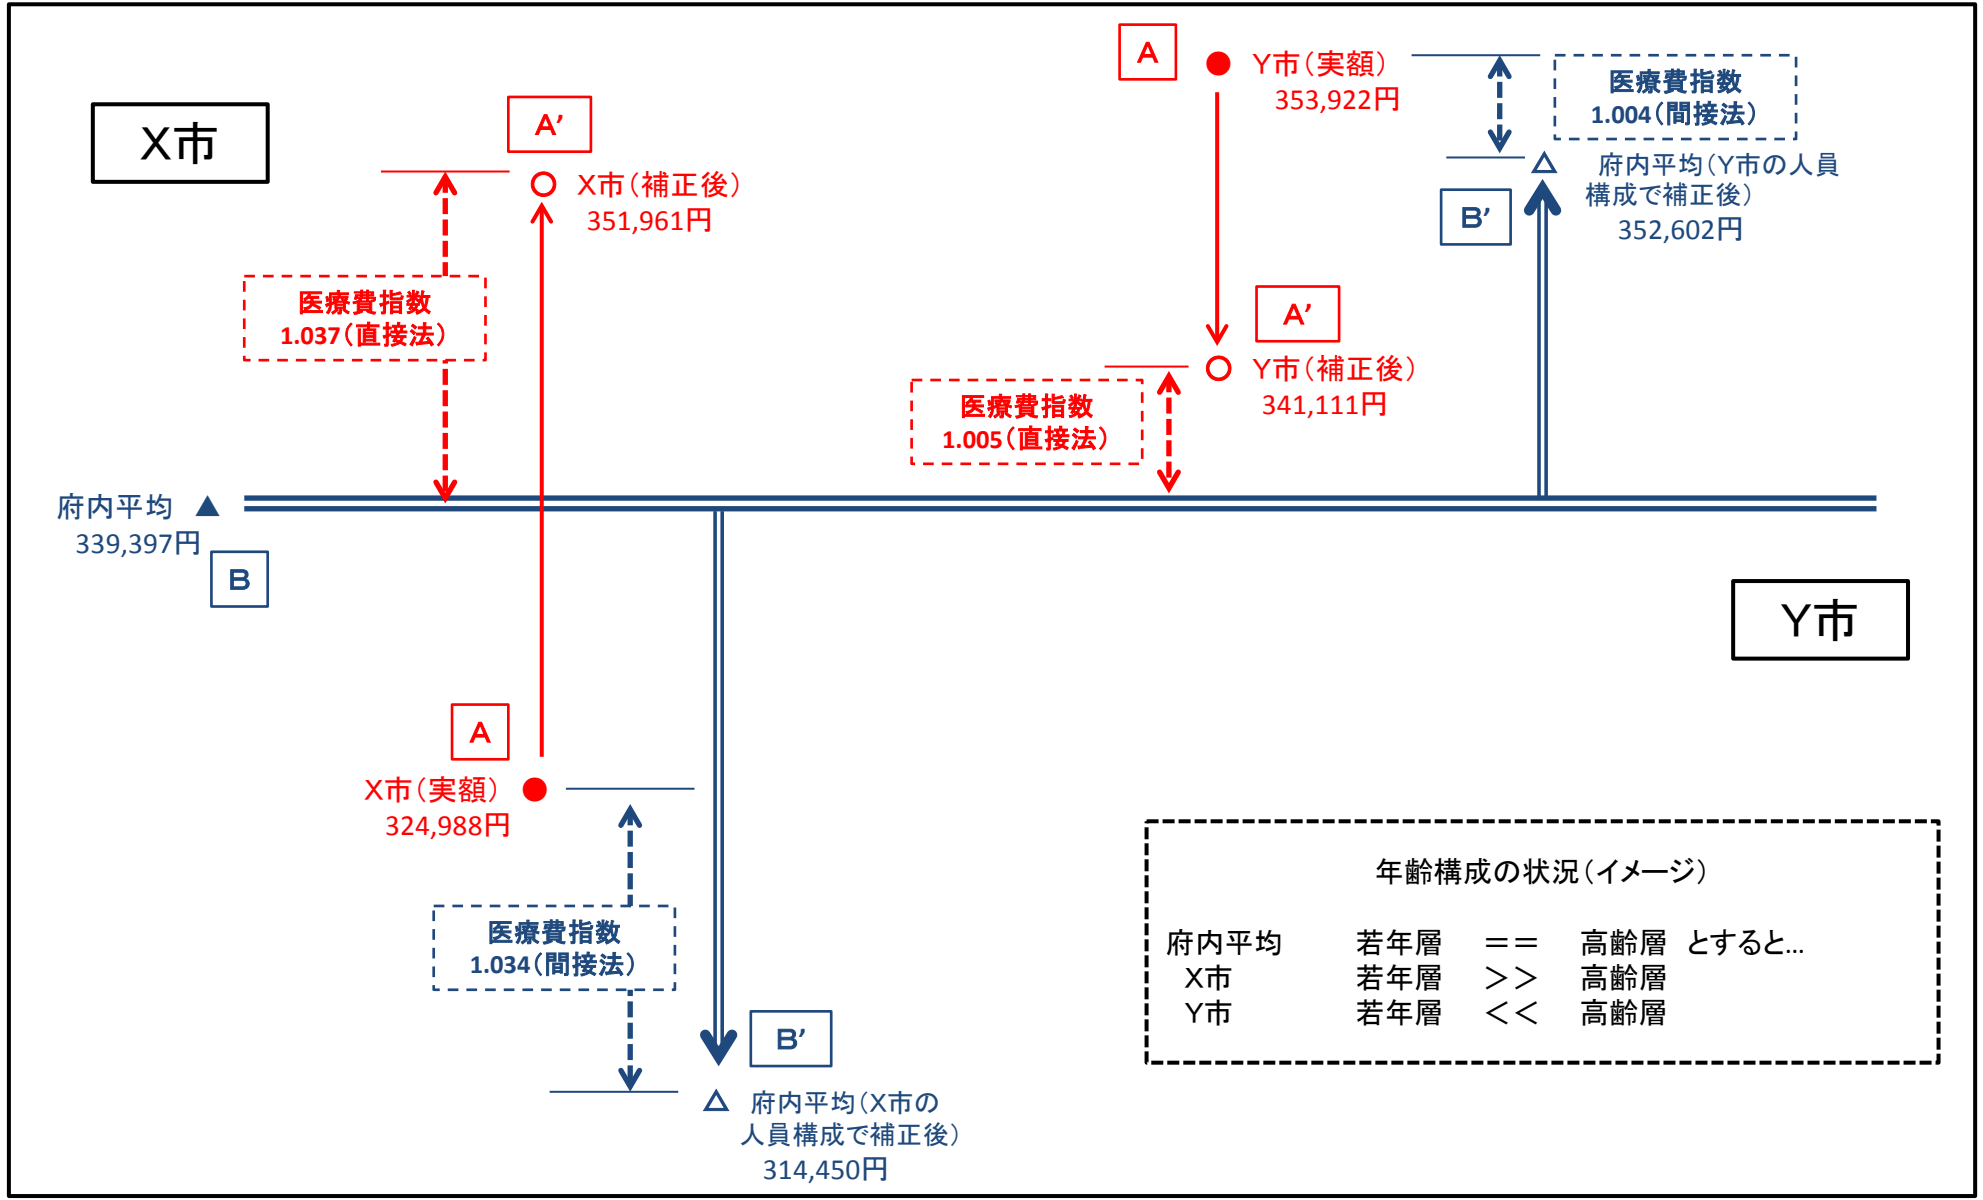 X市
A’
X市（補正後）
351,961円
医療費指数
1.037（直接法）
A
Y市（実額）
353,922円
医療費指数
1.004（間接法）
府内平均（Y市の人員
構成で補正後）
352,602円
B’
A’
Y市（補正後）
341,111円
医療費指数
1.005（直接法）
府内平均
339,397円
B
Y市
A
X市（実額）
324,988円
医療費指数
1.034（間接法）
B’
府内平均（X市の
人員構成で補正後）
314,450円
年齢構成の状況（イメージ）
府内平均 若年層 ＝＝ 高齢層 とすると...
X市 若年層 ＞＞ 高齢層
Y市 若年層 ＜＜ 高齢層